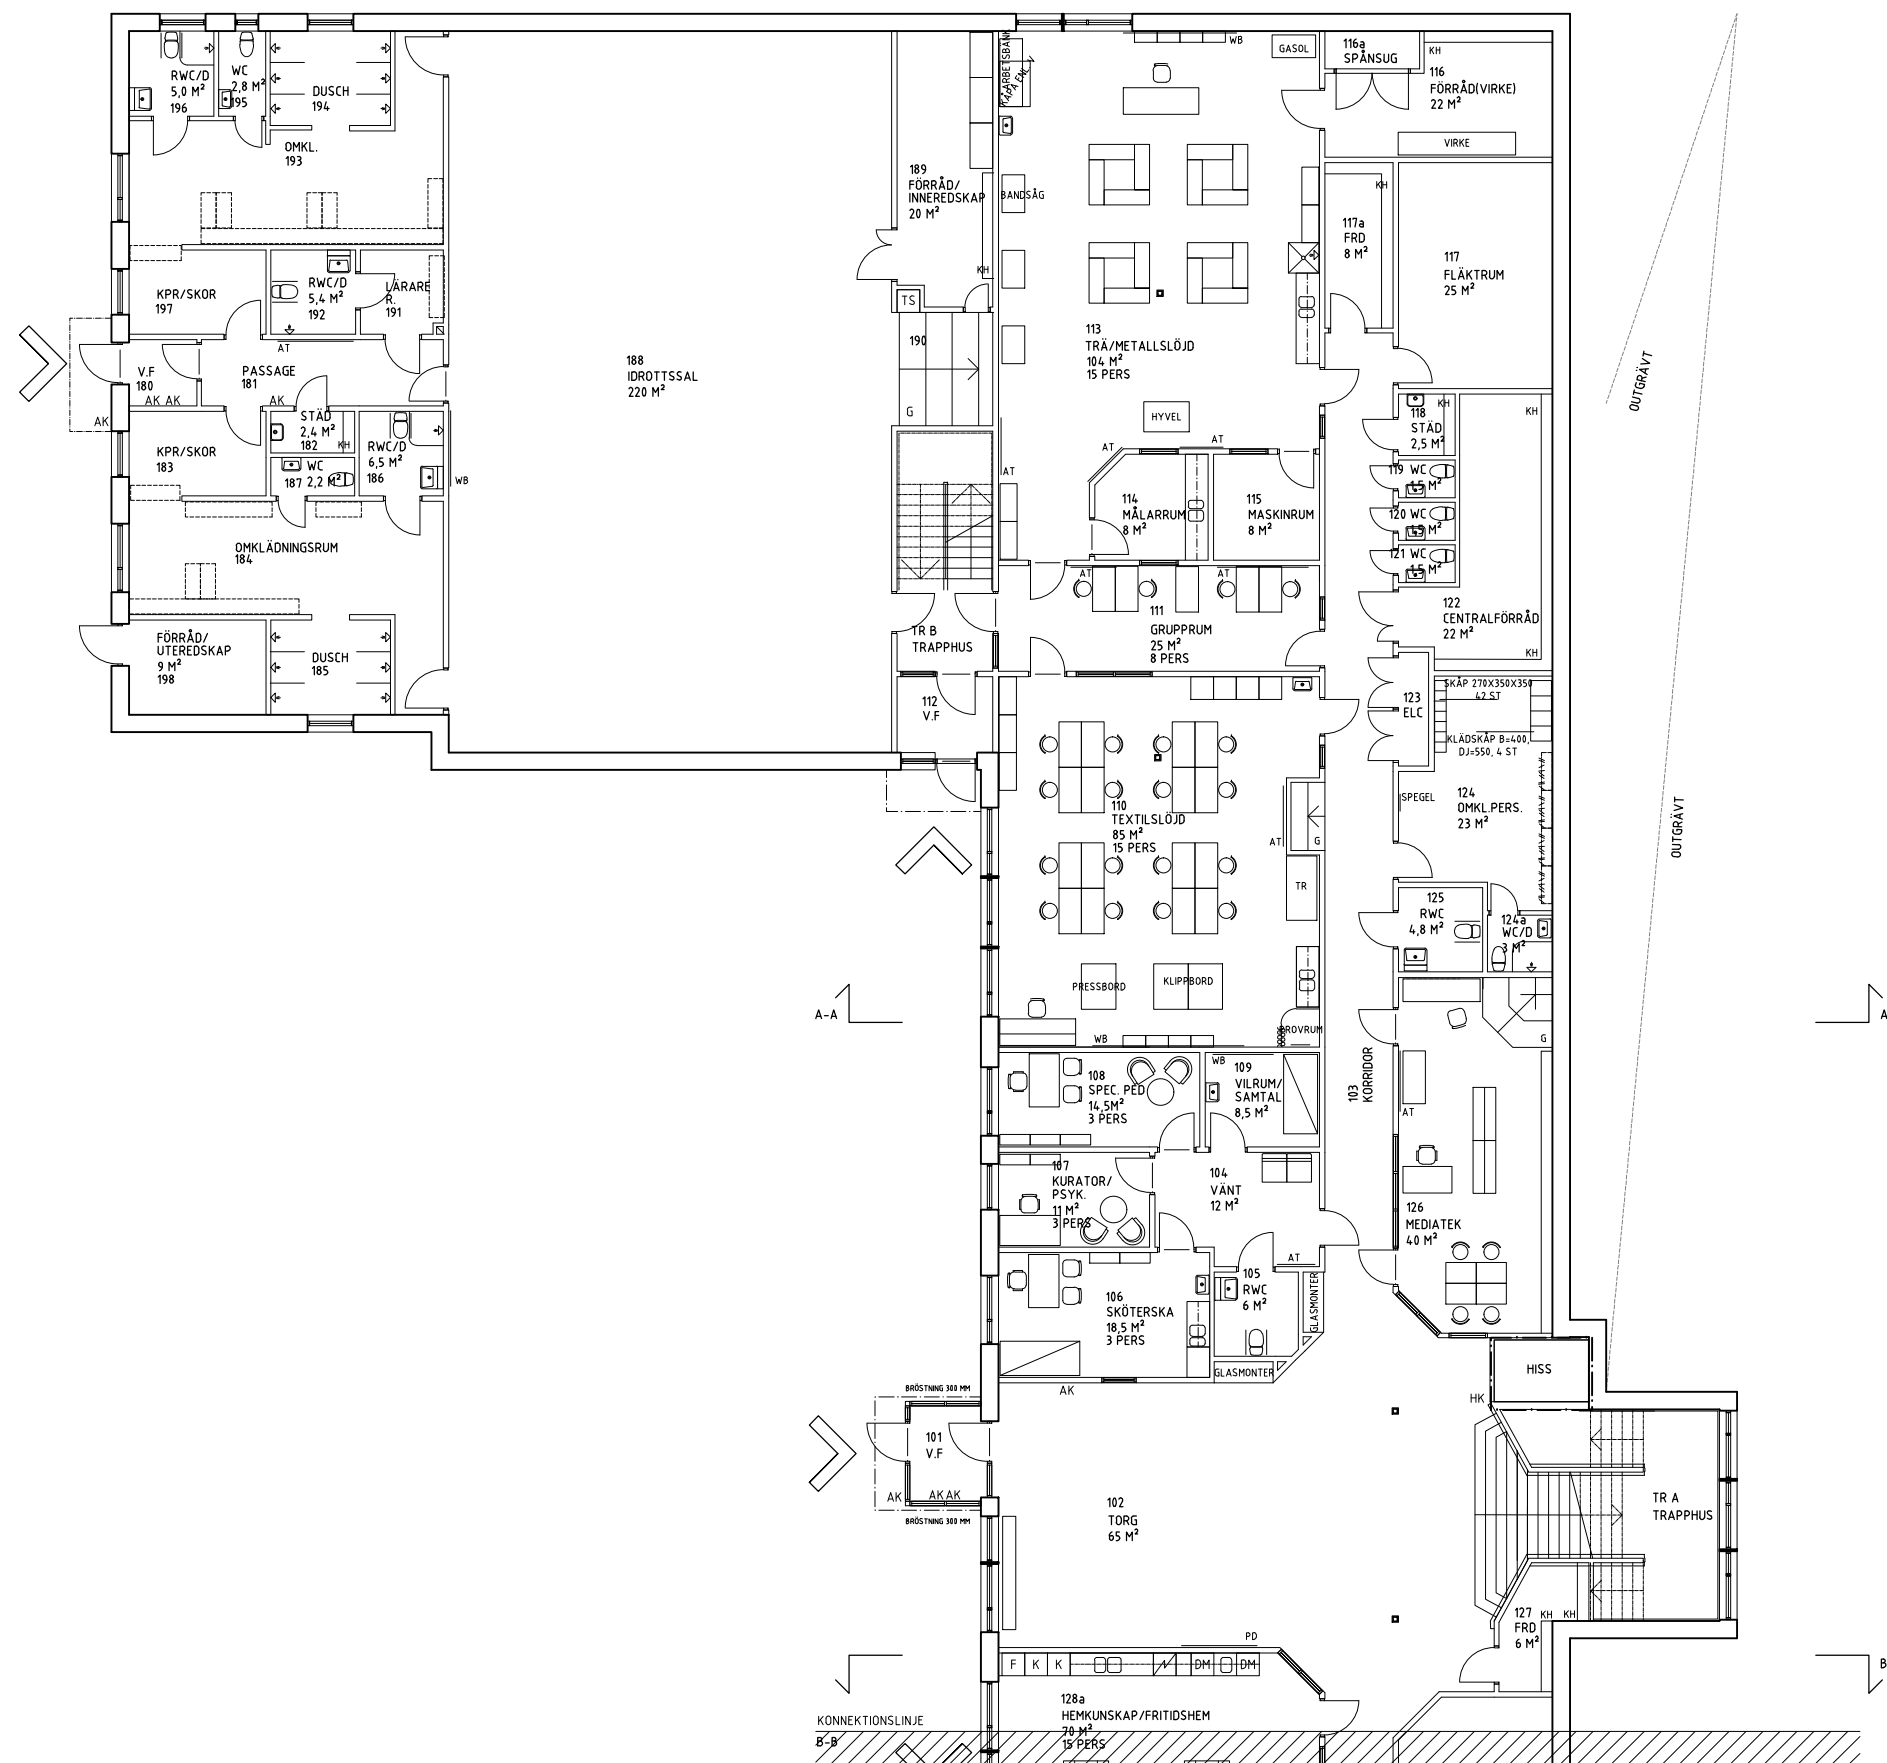 RWC/D
5,0 M²
196
WC
2,8 M²
195
DUSCH
194
OMKL.
193
KPR/SKOR
197
RWC/D
5,4 M²
192
LÄRARE
R.
191
AT
V.F
180
AK AK
PASSAGE
181
AK
AK
STÄD
2,4 M²
182
KH
KPR/SKOR
183
WC
187 2,2 M²
RWC/D
6,5 M²
186
WB
OMKLÄDNINGSRUM
184
FÖRRÅD/
UTEREDSKAP
9 M²
198
DUSCH
185
188
IDROTTSSAL
220 M²
189
FÖRRÅD/
INNEREDSKAP
20 M²
KH
TS
190
G
TR B
TRAPPHUS
112
V.F
ARBETSBÄNK
KÅPA ENL. V
WB
GASOL
BANDSÅG
113
TRÄ/METALLSLÖJD
104 M²
15 PERS
HYVEL
AT
AT
AT
114
MÅLARRUM
8 M²
115
MASKINRUM
8 M²
AT
AT
111
GRUPPRUM
25 M²
8 PERS
116a
SPÅNSUG
KH
116
FÖRRÅD(VIRKE)
22 M²
VIRKE
KH
117a
FRD
8 M²
117
FLÄKTRUM
25 M²
118
STÄD
2,5 M²
KH
KH
119 WC
1,5 M²
120 WC
1,5 M²
121 WC
1,5 M²
122
CENTRALFÖRRÅD
22 M²
KH
123
ELC
SKÅP 270X350X350
42 ST
KLÄDSKÅP B=400,
DJ=550, 4 ST
SPEGEL
124
OMKL.PERS.
23 M²
125
RWC
4,8 M²
124a
WC/D
3 M²
OUTGRÄVT
OUTGRÄVT
110
TEXTILSLÖJD
85 M²
15 PERS
AT
G
TR
PRESSBORD
KLIPPBORD
PROVRUM
WB
A-A
A
G
108
SPEC. PED
14,5M²
3 PERS
WB
109
VILRUM/
SAMTAL
8,5 M²
103
KORRIDOR
AT
107
KURATOR/
PSYK.
11 M²
3 PERS
104
VÄNT
12 M²
AT
126
MEDIATEK
40 M²
105
RWC
6 M²
GLASMONTER
GLASMONTER
106
SKÖTERSKA
18,5 M²
3 PERS
AK
HISS
HK
BRÖSTNING 300 MM
101
V.F
AK
AK AK
BRÖSTNING 300 MM
102
TORG
65 M²
TR A
TRAPPHUS
127
FRD
6 M²
KH KH
PD
F K K DM DM
128a
HEMKUNSKAP/FRITIDSHEM
70 M²
15 PERS
KONNEKTIONSLINJE
B-B
B